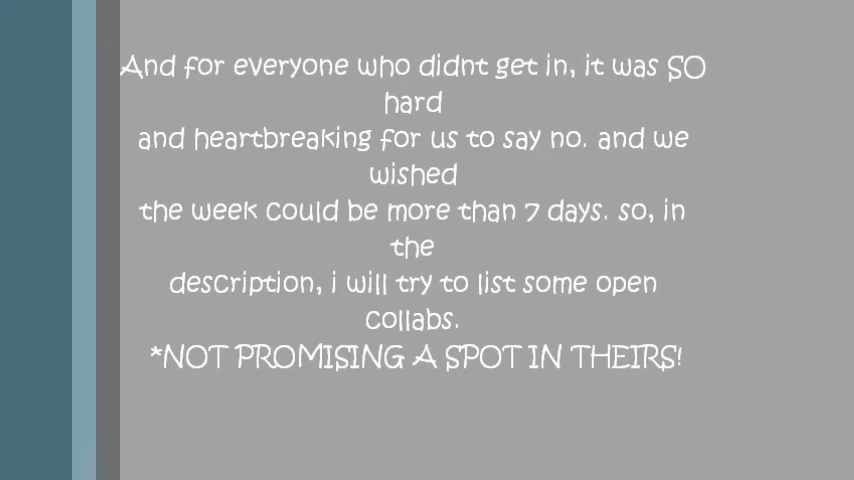 And for everyone who didnt get in, it was SO
hard
and heartbreaking for us to say no. and we
wished
the week could be more than 7 days. so, in
the
description, i will try to list some open
collabs.
*NOT PROMISING A SPOT IN THEIRS!